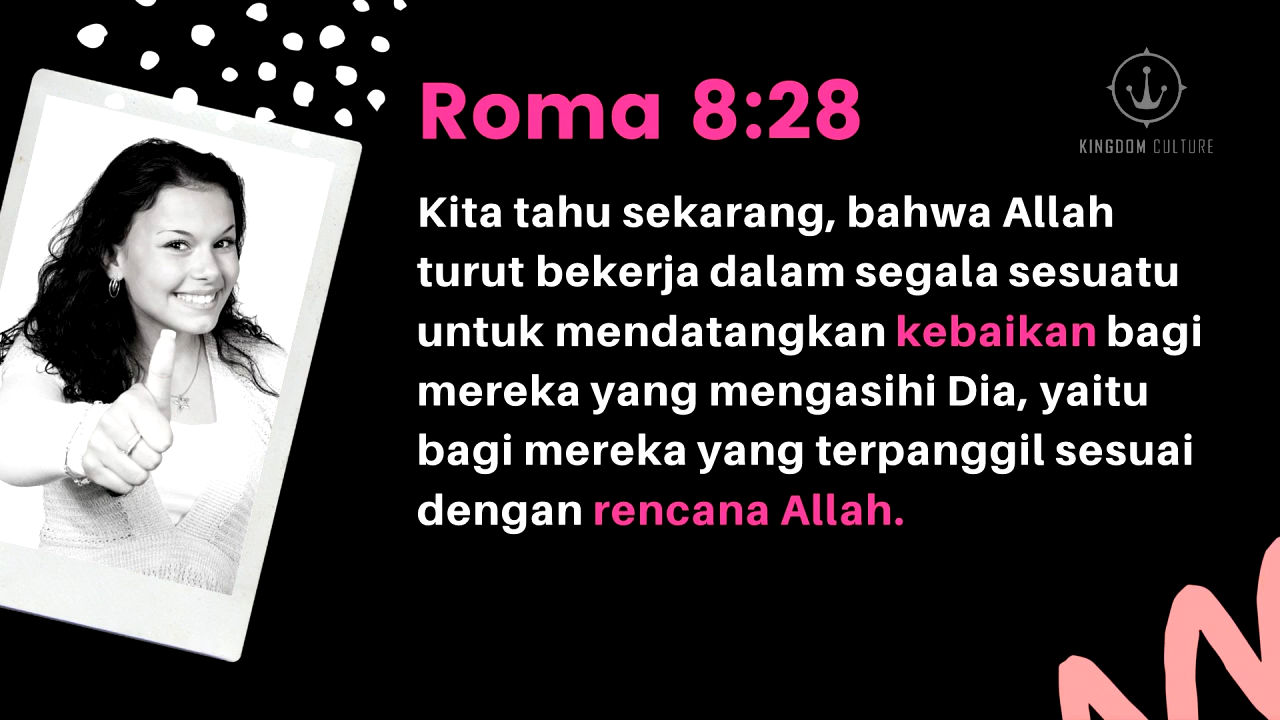 Roma 8:28
KINGDOM CULTURE
Kita tahu sekarang, bahwa Allah
turut bekerja dalam segala sesuatu
untuk mendatangkan kebaikan bagi
mereka yang mengasihi Dia, yaitu
bagi mereka yang terpanggil sesuai
dengan rencana Allah.